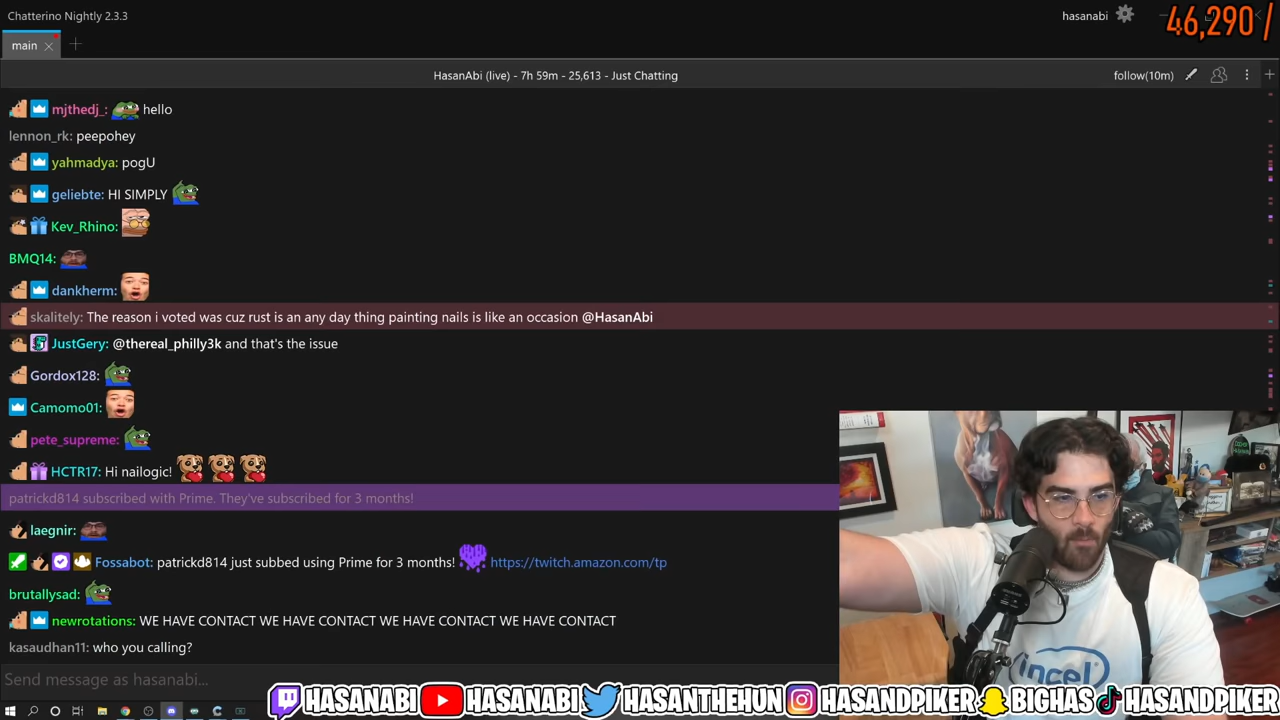 Chatterino Nightly 2.3.3
hasanabi
46,290 /
main
HasanAbi (live) - 7h 59m - 25,613 - Just Chatting
follow(10m)
mjthedj_: hello
lennon_rk: peepohey
yahmadya: pogU
geliebte: HI SIMPLY
Kev_Rhino:
BMQ14:
dankherm:
skalitely: The reason i voted was cuz rust is an any day thing painting nails is like an occasion @HasanAbi
JustGery: @thereal_philly3k and that's the issue
Gordox128:
Camomo01:
pete_supreme:
HCTR17: Hi nailogic!
patrickd814 subscribed with Prime. They've subscribed for 3 months!
laegnir:
Fossabot: patrickd814 just subbed using Prime for 3 months! https://twitch.amazon.com/tp
brutallysad:
newrotations: WE HAVE CONTACT WE HAVE CONTACT WE HAVE CONTACT WE HAVE CONTACT
kasaudhan11: who you calling?
Send message as hasanabi...
incel
HASANABI HASANABI HASANTHEHUN HASANDPIKER BIGHAS HASANDPIKER